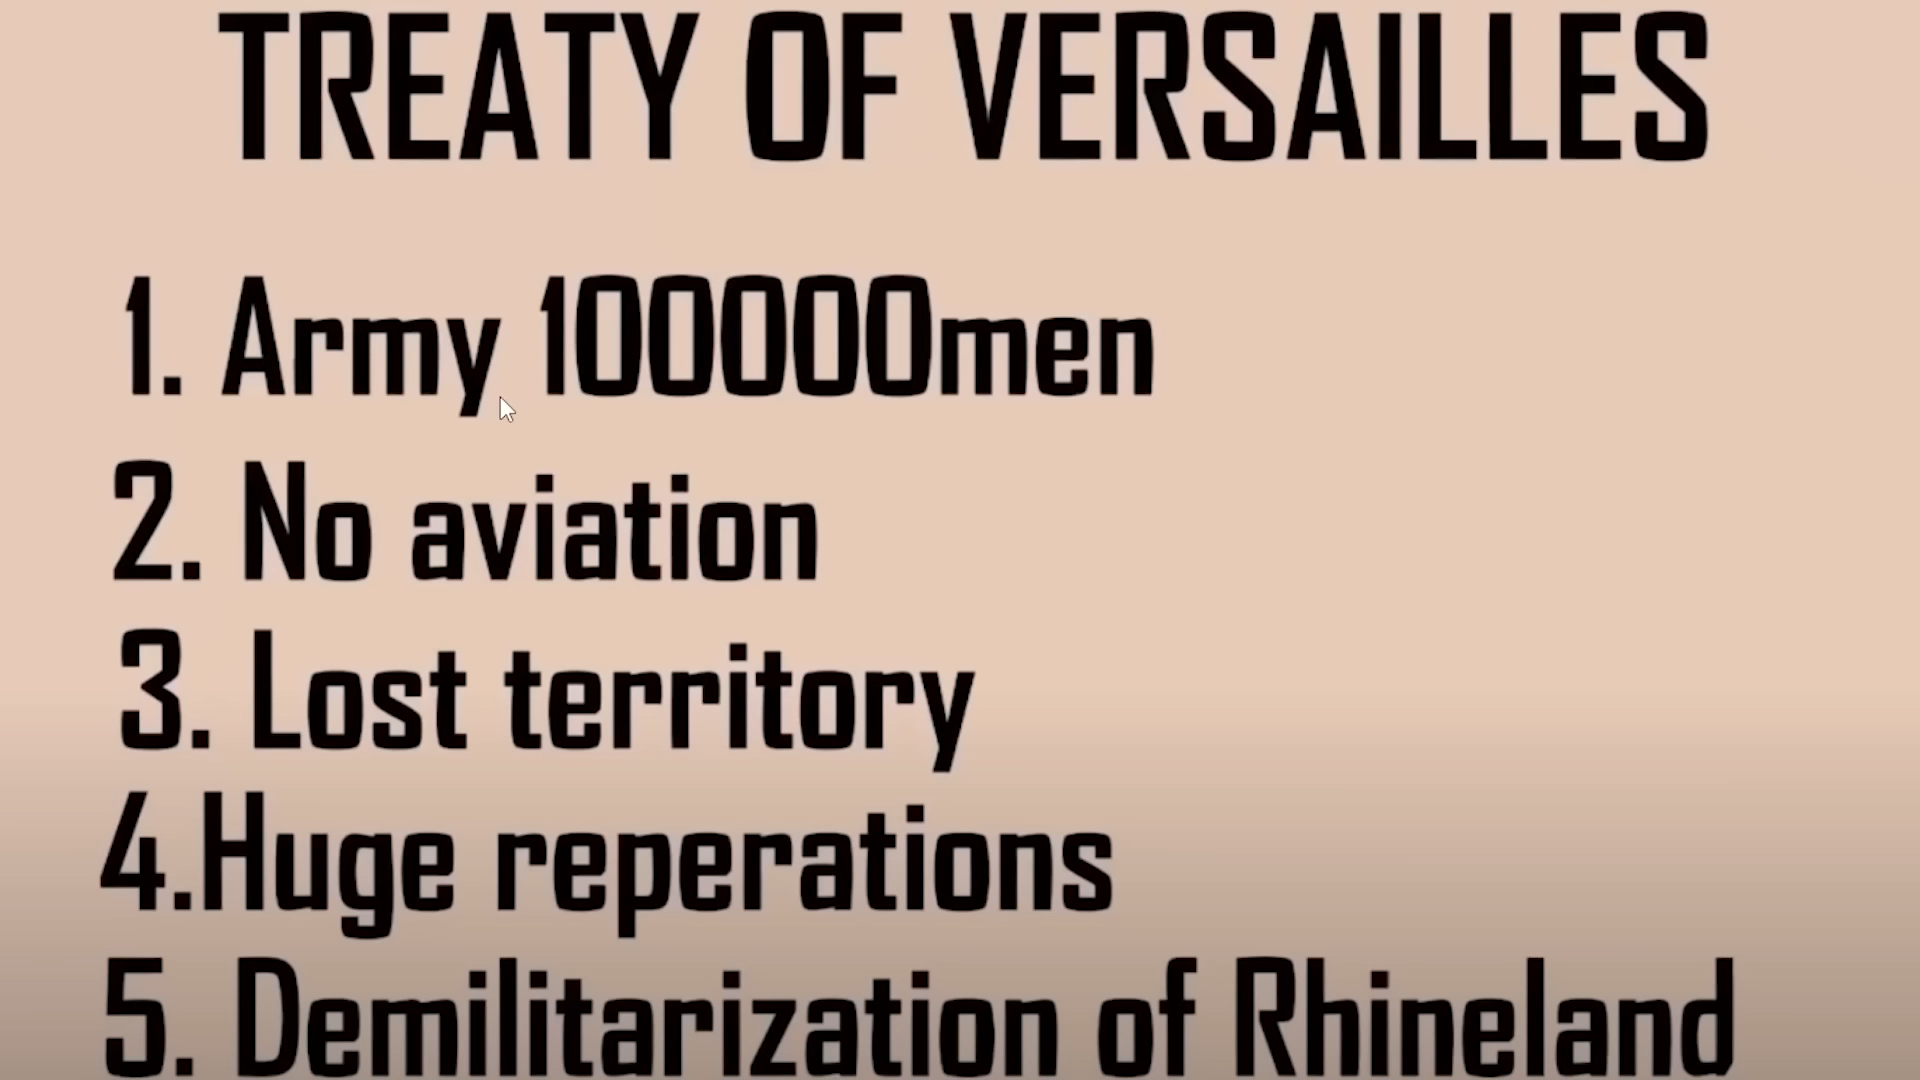 TREATY OF VERSAILLES
1. Army 100000men
2. No aviation
3. Lost territory
4.Huge reperations
5. Demilitarization of Rhineland